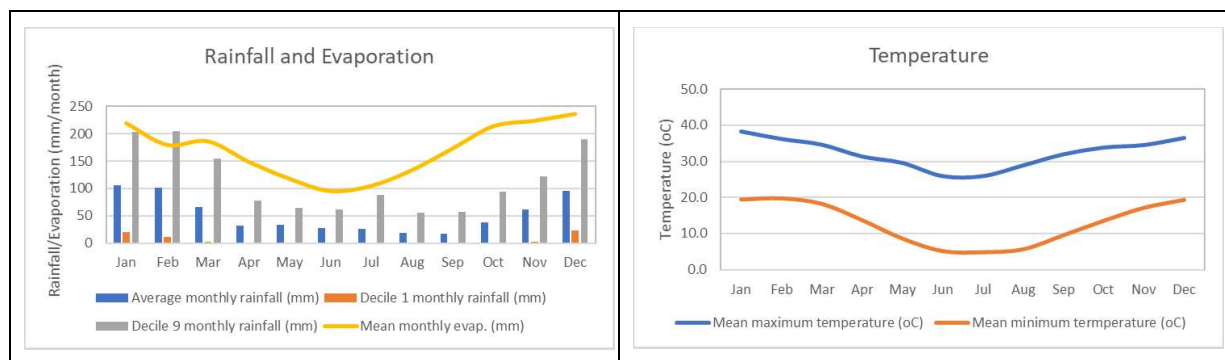 Rainfall and Evaporation
Rainfall/Evaporation (mm/month)
250
200
150
100
50
0
Jan Feb Mar Apr May Jun Jul Aug Sep Oct Nov Dec
Average monthly rainfall (mm) Decile 1 monthly rainfall (mm)
Decile 9 monthly rainfall (mm) Mean monthly evap. (mm)
Temperature
Temperature (oC)
50.0
40.0
30.0
20.0
10.0
0.0
Jan Feb Mar Apr May Jun Jul Aug Sep Oct Nov Dec
Mean maximum temperature (oC) Mean minimum termperature (oC)